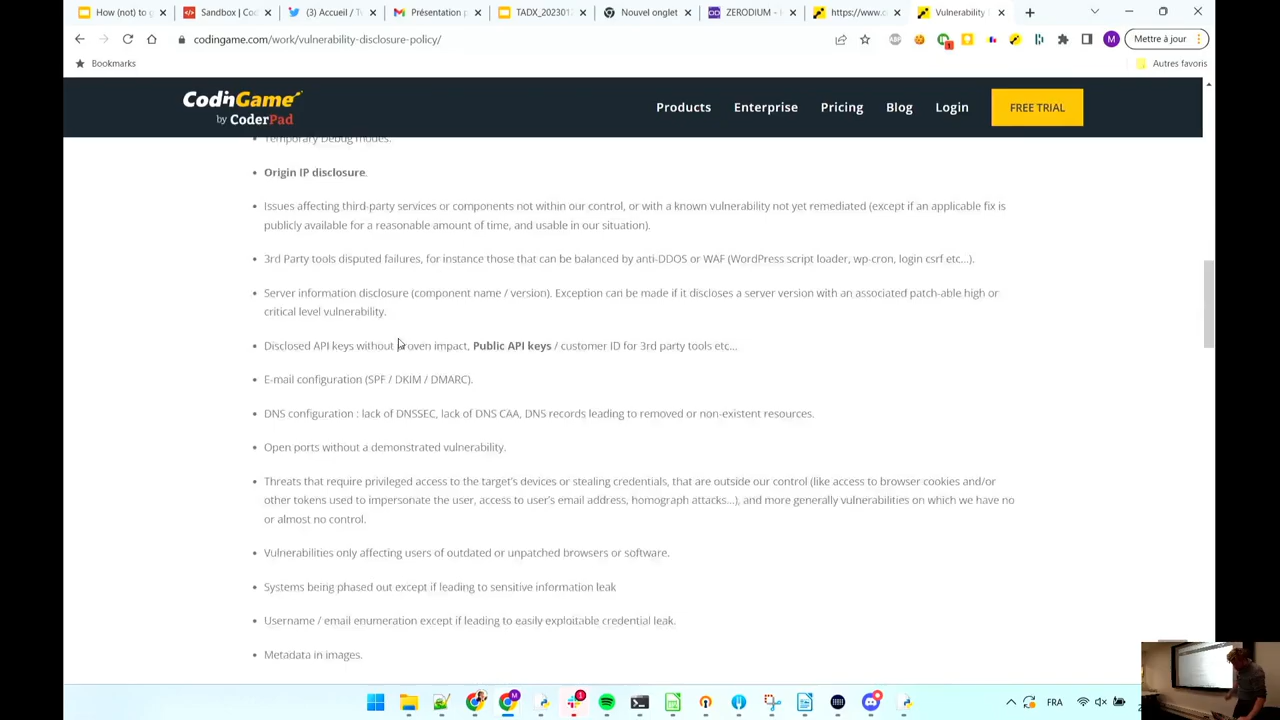 How (not) to g
Sandbox | Cod
(3) Accueil / T
Présentation p
TADX_20230
Nouvel onglet
ZERODIUM -
https://www.c
Vulnerability
codingame.com/work/vulnerability-disclosure-policy/
1
M
Mettre à jour
Bookmarks
Autres favoris
CodinGame
by CoderPad
Products
Enterprise
Pricing
Blog
Login
FREE TRIAL
Temporary Debug modes.
Origin IP disclosure.
Issues affecting third-party services or components not within our control, or with a known vulnerability not yet remediated (except if an applicable fix is
publicly available for a reasonable amount of time, and usable in our situation).
3rd Party tools disputed failures, for instance those that can be balanced by anti-DDOS or WAF (WordPress script loader, wp-cron, login csrf etc...).
Server information disclosure (component name / version). Exception can be made if it discloses a server version with an associated patch-able high or
critical level vulnerability.
Disclosed API keys without proven impact, Public API keys / customer ID for 3rd party tools etc...
E-mail configuration (SPF / DKIM / DMARC).
DNS configuration : lack of DNSSEC, lack of DNS CAA, DNS records leading to removed or non-existent resources.
Open ports without a demonstrated vulnerability.
Threats that require privileged access to the target's devices or stealing credentials, that are outside our control (like access to browser cookies and/or
other tokens used to impersonate the user, access to user's email address, homograph attacks...), and more generally vulnerabilities on which we have no
or almost no control.
Vulnerabilities only affecting users of outdated or unpatched browsers or software.
Systems being phased out except if leading to sensitive information leak
Username / email enumeration except if leading to easily exploitable credential leak.
Metadata in images.
1
FRA